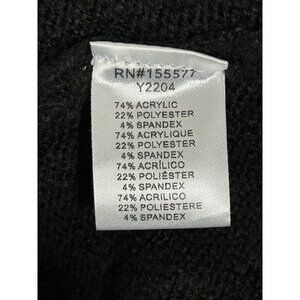 RN#155577
Y2204
74% ACRYLIC
22% POLYESTER
4% SPANDEX
74% ACRYLIQUE
22% POLYESTER
4% SPANDEX
74% ACRÍLICO
22% POLIÉSTER
4% SPANDEX
74% ACRILICO
22% POLIESTERE
4% SPANDEX